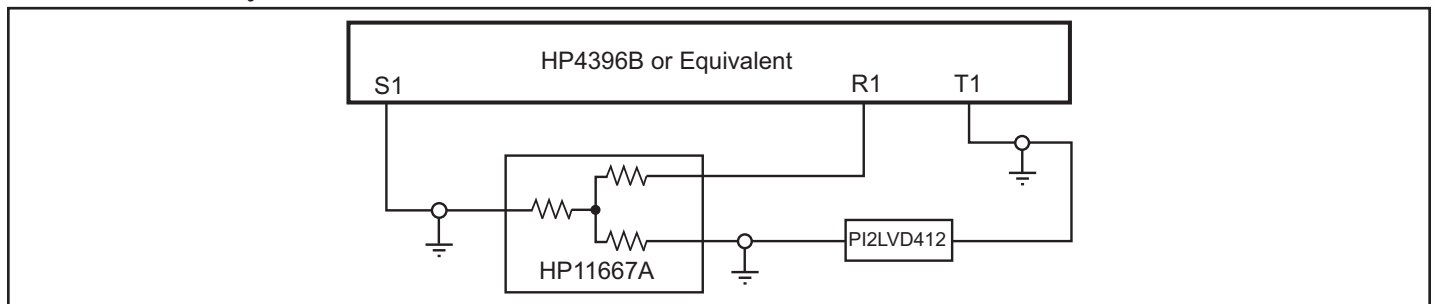 HP4396B or Equivalent
S1
R1
T1
HP11667A
PI2LVD412